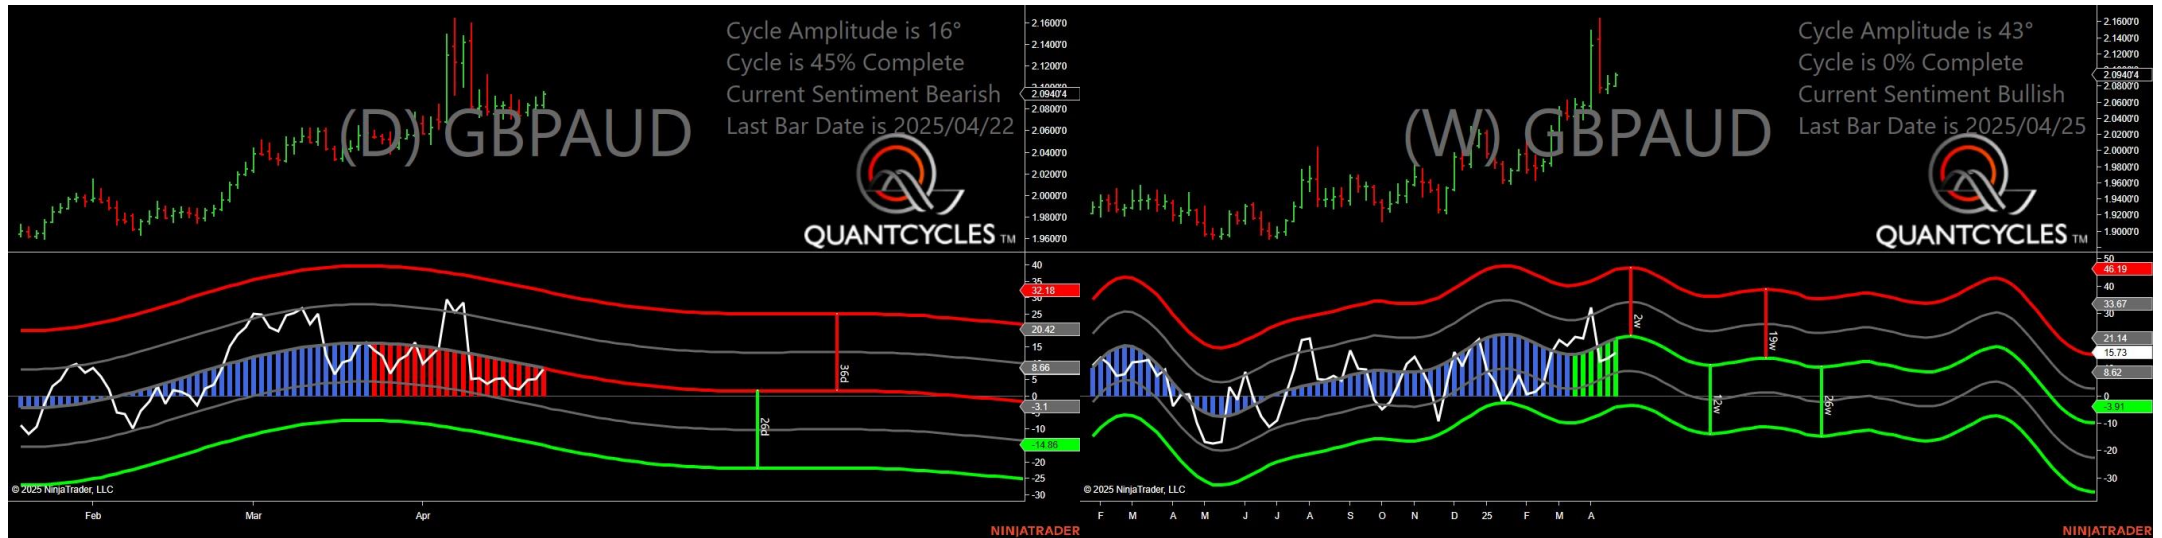 Cycle Amplitude is 16°
Cycle is 45% Complete
Current Sentiment Bearish
Last Bar Date is 2025/04/22
(D) GBPAUD
QUANTCYCLES TM
2.1600'0
2.1400'0
2.1200'0
2.0940'4
2.0800'0
2.0600'0
2.0400'0
2.0200'0
2.0000'0
1.9800'0
1.9600'0
40
35
32.18
30
25
20.42
15
8.66
5
0
-3.1
-10
-14.86
-20
-25
-30
36d
26d
© 2025 NinjaTrader, LLC
Feb Mar Apr
NINJATRADER
Cycle Amplitude is 43°
Cycle is 0% Complete
Current Sentiment Bullish
Last Bar Date is 2025/04/25
(W) GBPAUD
QUANTCYCLES TM
2.1600'0
2.1400'0
2.1200'0
2.0940'4
2.0800'0
2.0600'0
2.0400'0
2.0200'0
2.0000'0
1.9800'0
1.9600'0
1.9400'0
1.9200'0
1.9000'0
50
46.19
40
33.67
30
21.14
15.73
8.62
0
-3.91
-10
-20
-30
2w
19w
12w
26w
© 2025 NinjaTrader, LLC
F M A M J J A S O N D 25 F M A
NINJATRADER